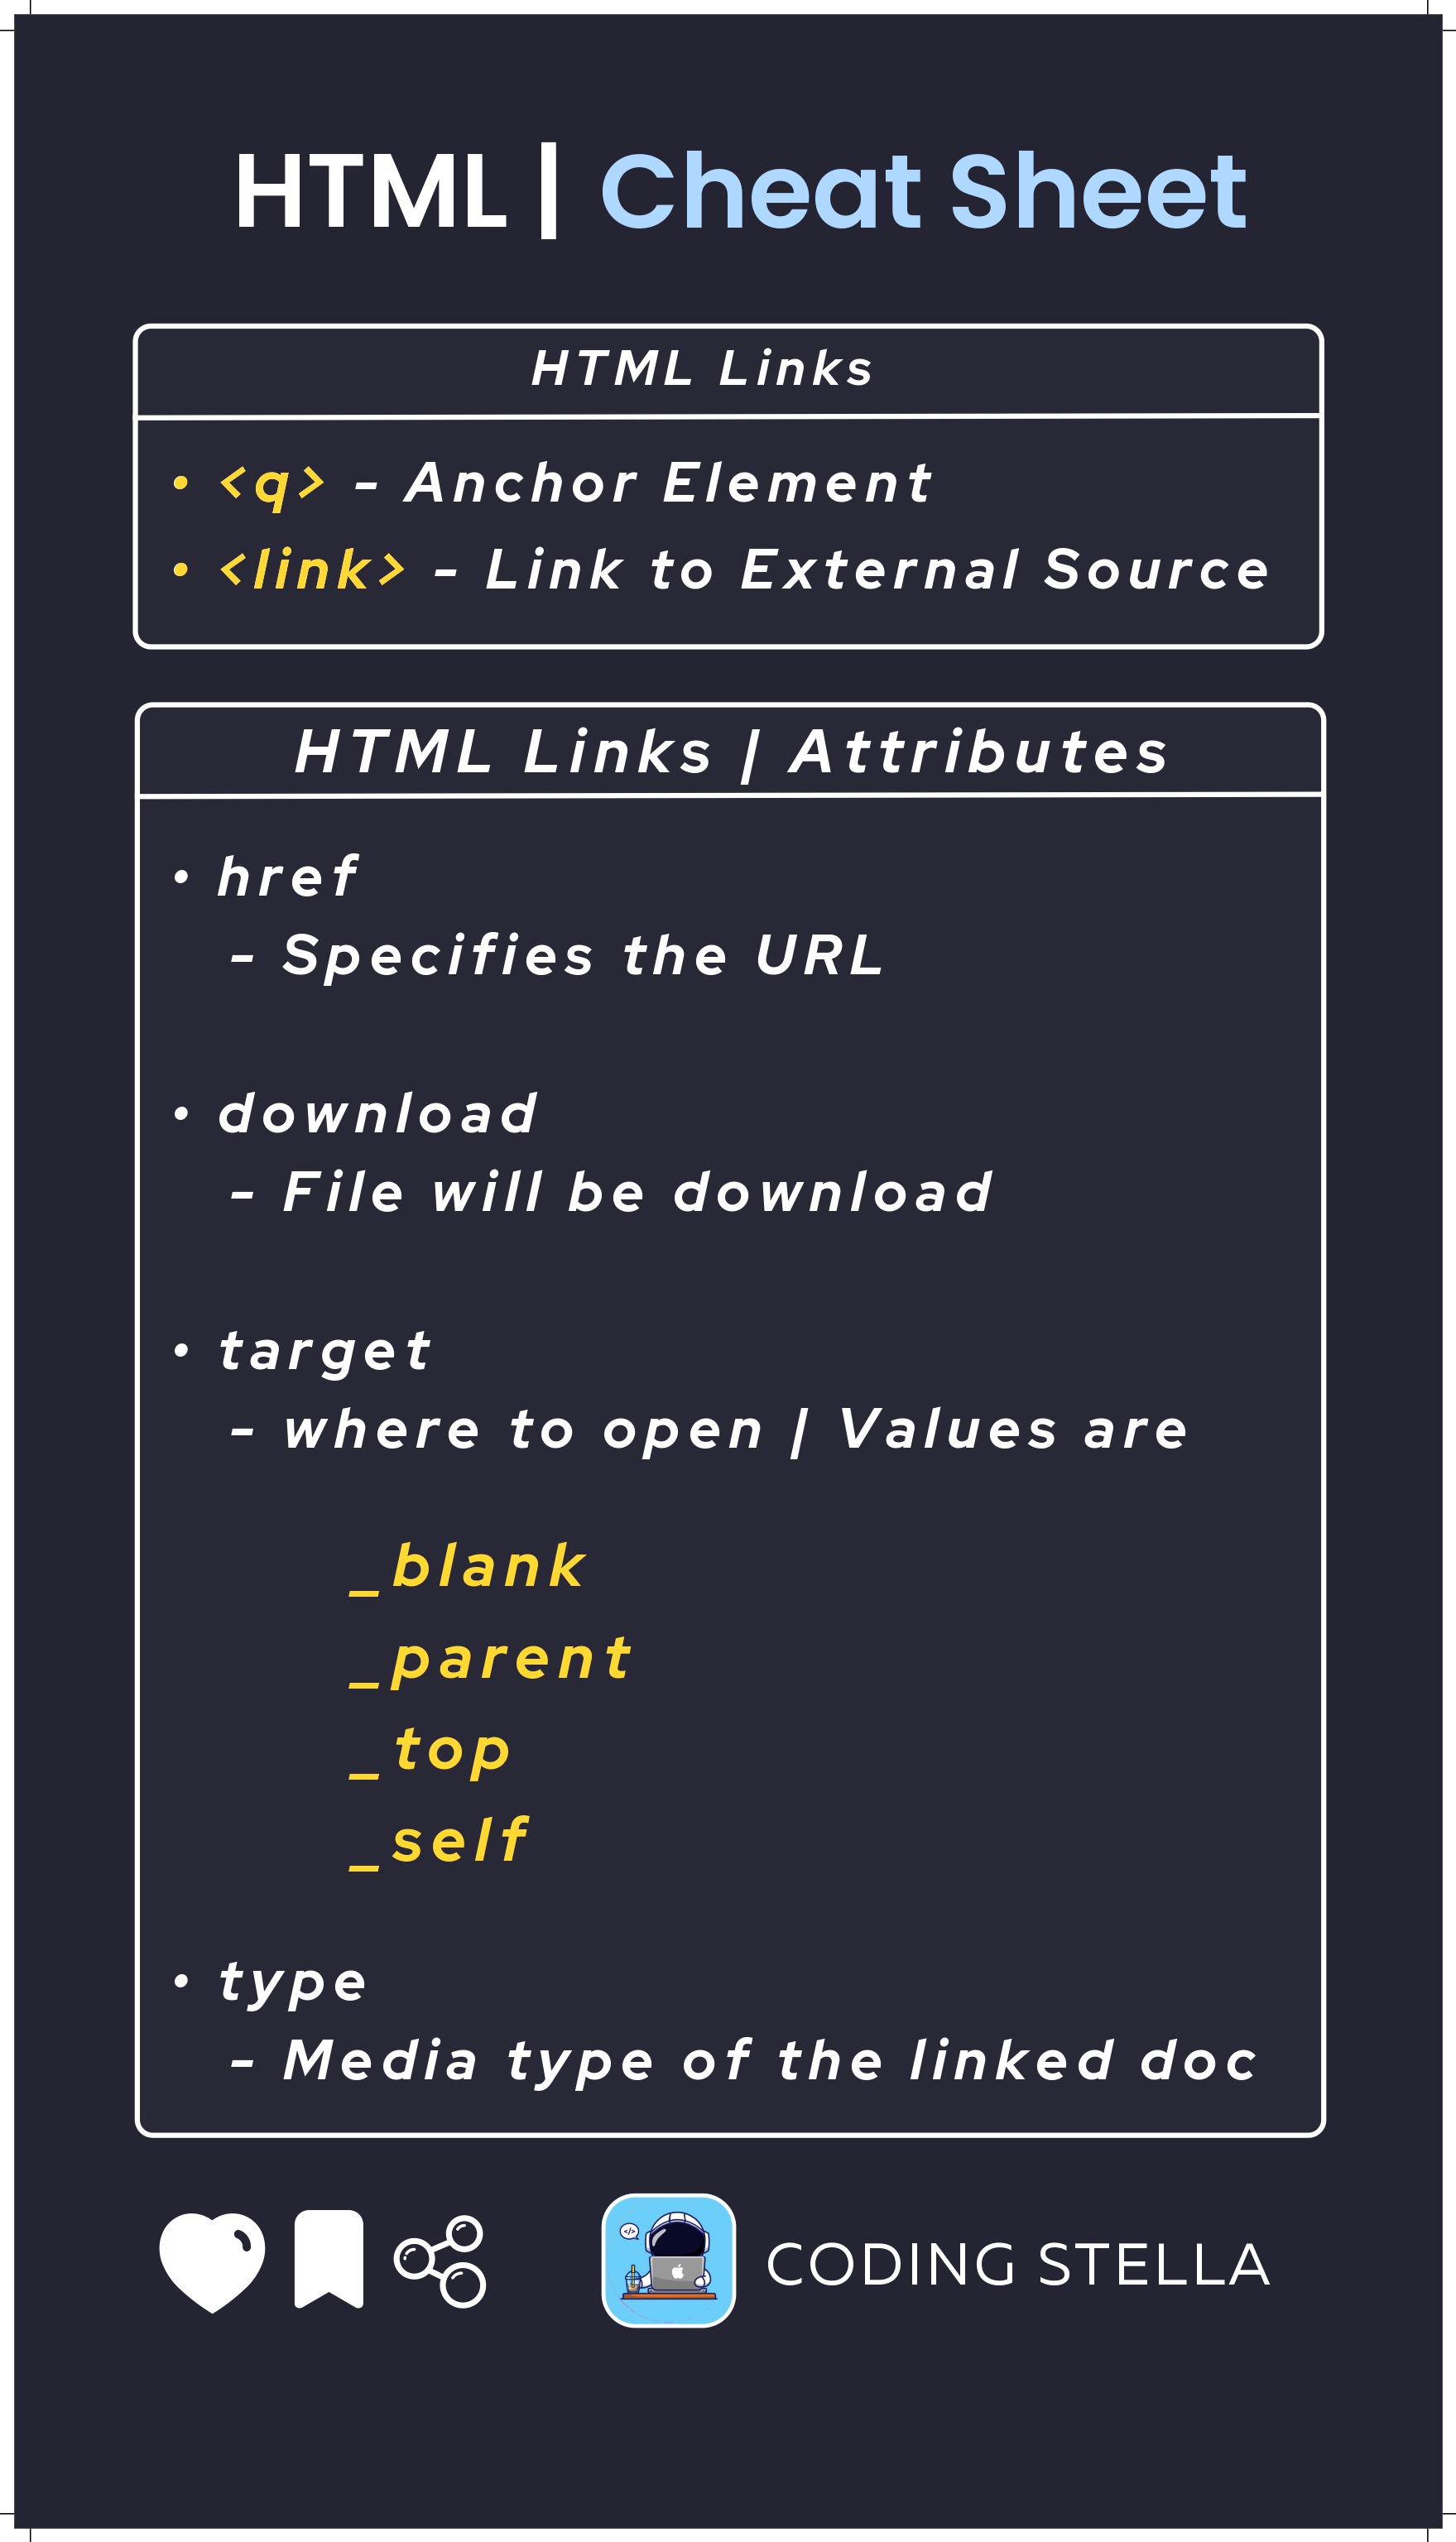 HTML | Cheat Sheet
HTML Links
• <q> - Anchor Element
• <link> - Link to External Source
HTML Links | Attributes
• href
- Specifies the URL
• download
- File will be download
• target
- where to open | Values are
_blank
_parent
_top
_self
• type
- Media type of the linked doc
</>
CODING STELLA